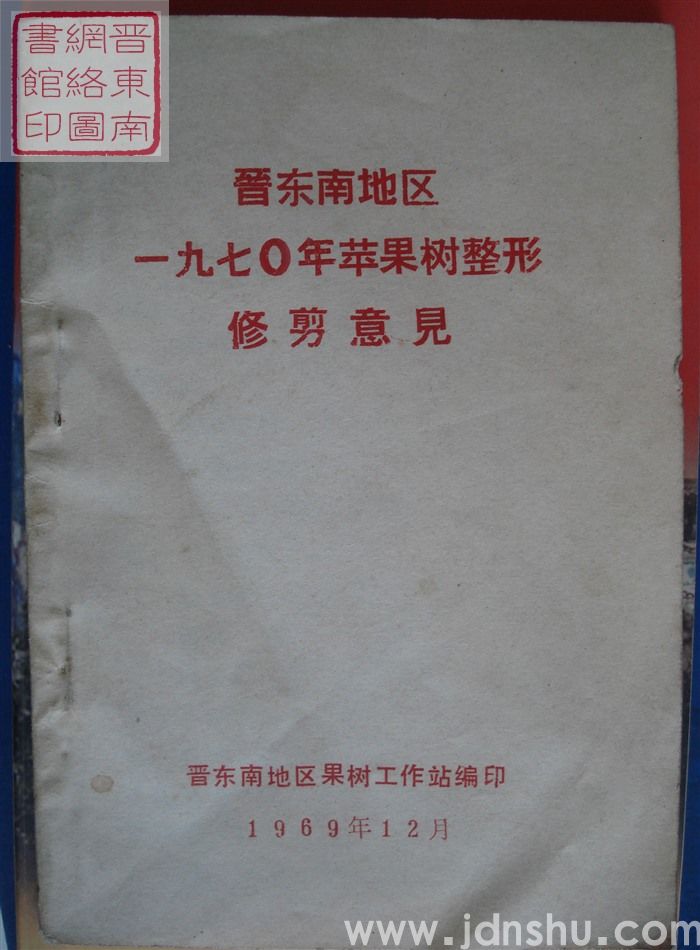 晋東南
網絡圖
書館印
晉东南地区
一九七0年苹果树整形
修剪意見
晋东南地区果树工作站编印
1969年12月
www.jdnshu.com